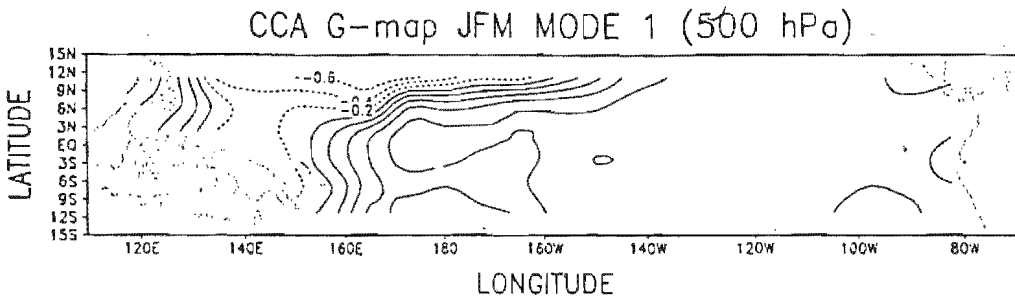 CCA G-map JFM MODE 1 (500 hPa)
15N
12N
9N
6N
3N
EQ
3S
6S
9S
12S
15S
LATITUDE
-0.6
-0.4
-0.2
120E 140E 160E 180 160W 140W 120W 100W 80W
LONGITUDE